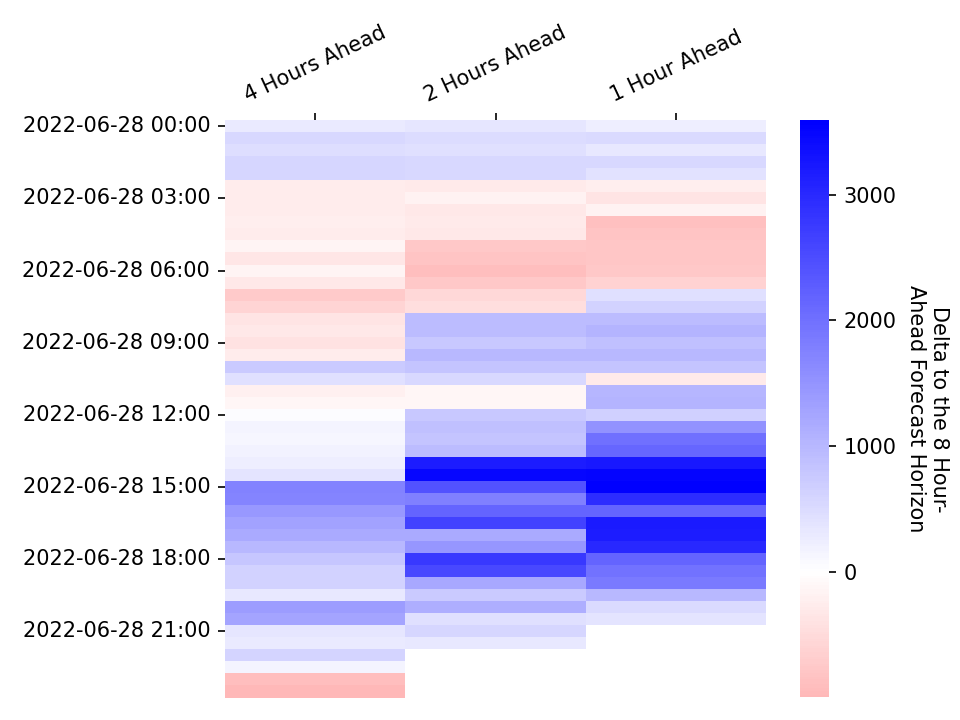 4 Hours Ahead
2 Hours Ahead
1 Hour Ahead
2022-06-28 00:00
2022-06-28 03:00
2022-06-28 06:00
2022-06-28 09:00
2022-06-28 12:00
2022-06-28 15:00
2022-06-28 18:00
2022-06-28 21:00
3000
2000
1000
0
Delta to the 8 Hour-
Ahead Forecast Horizon